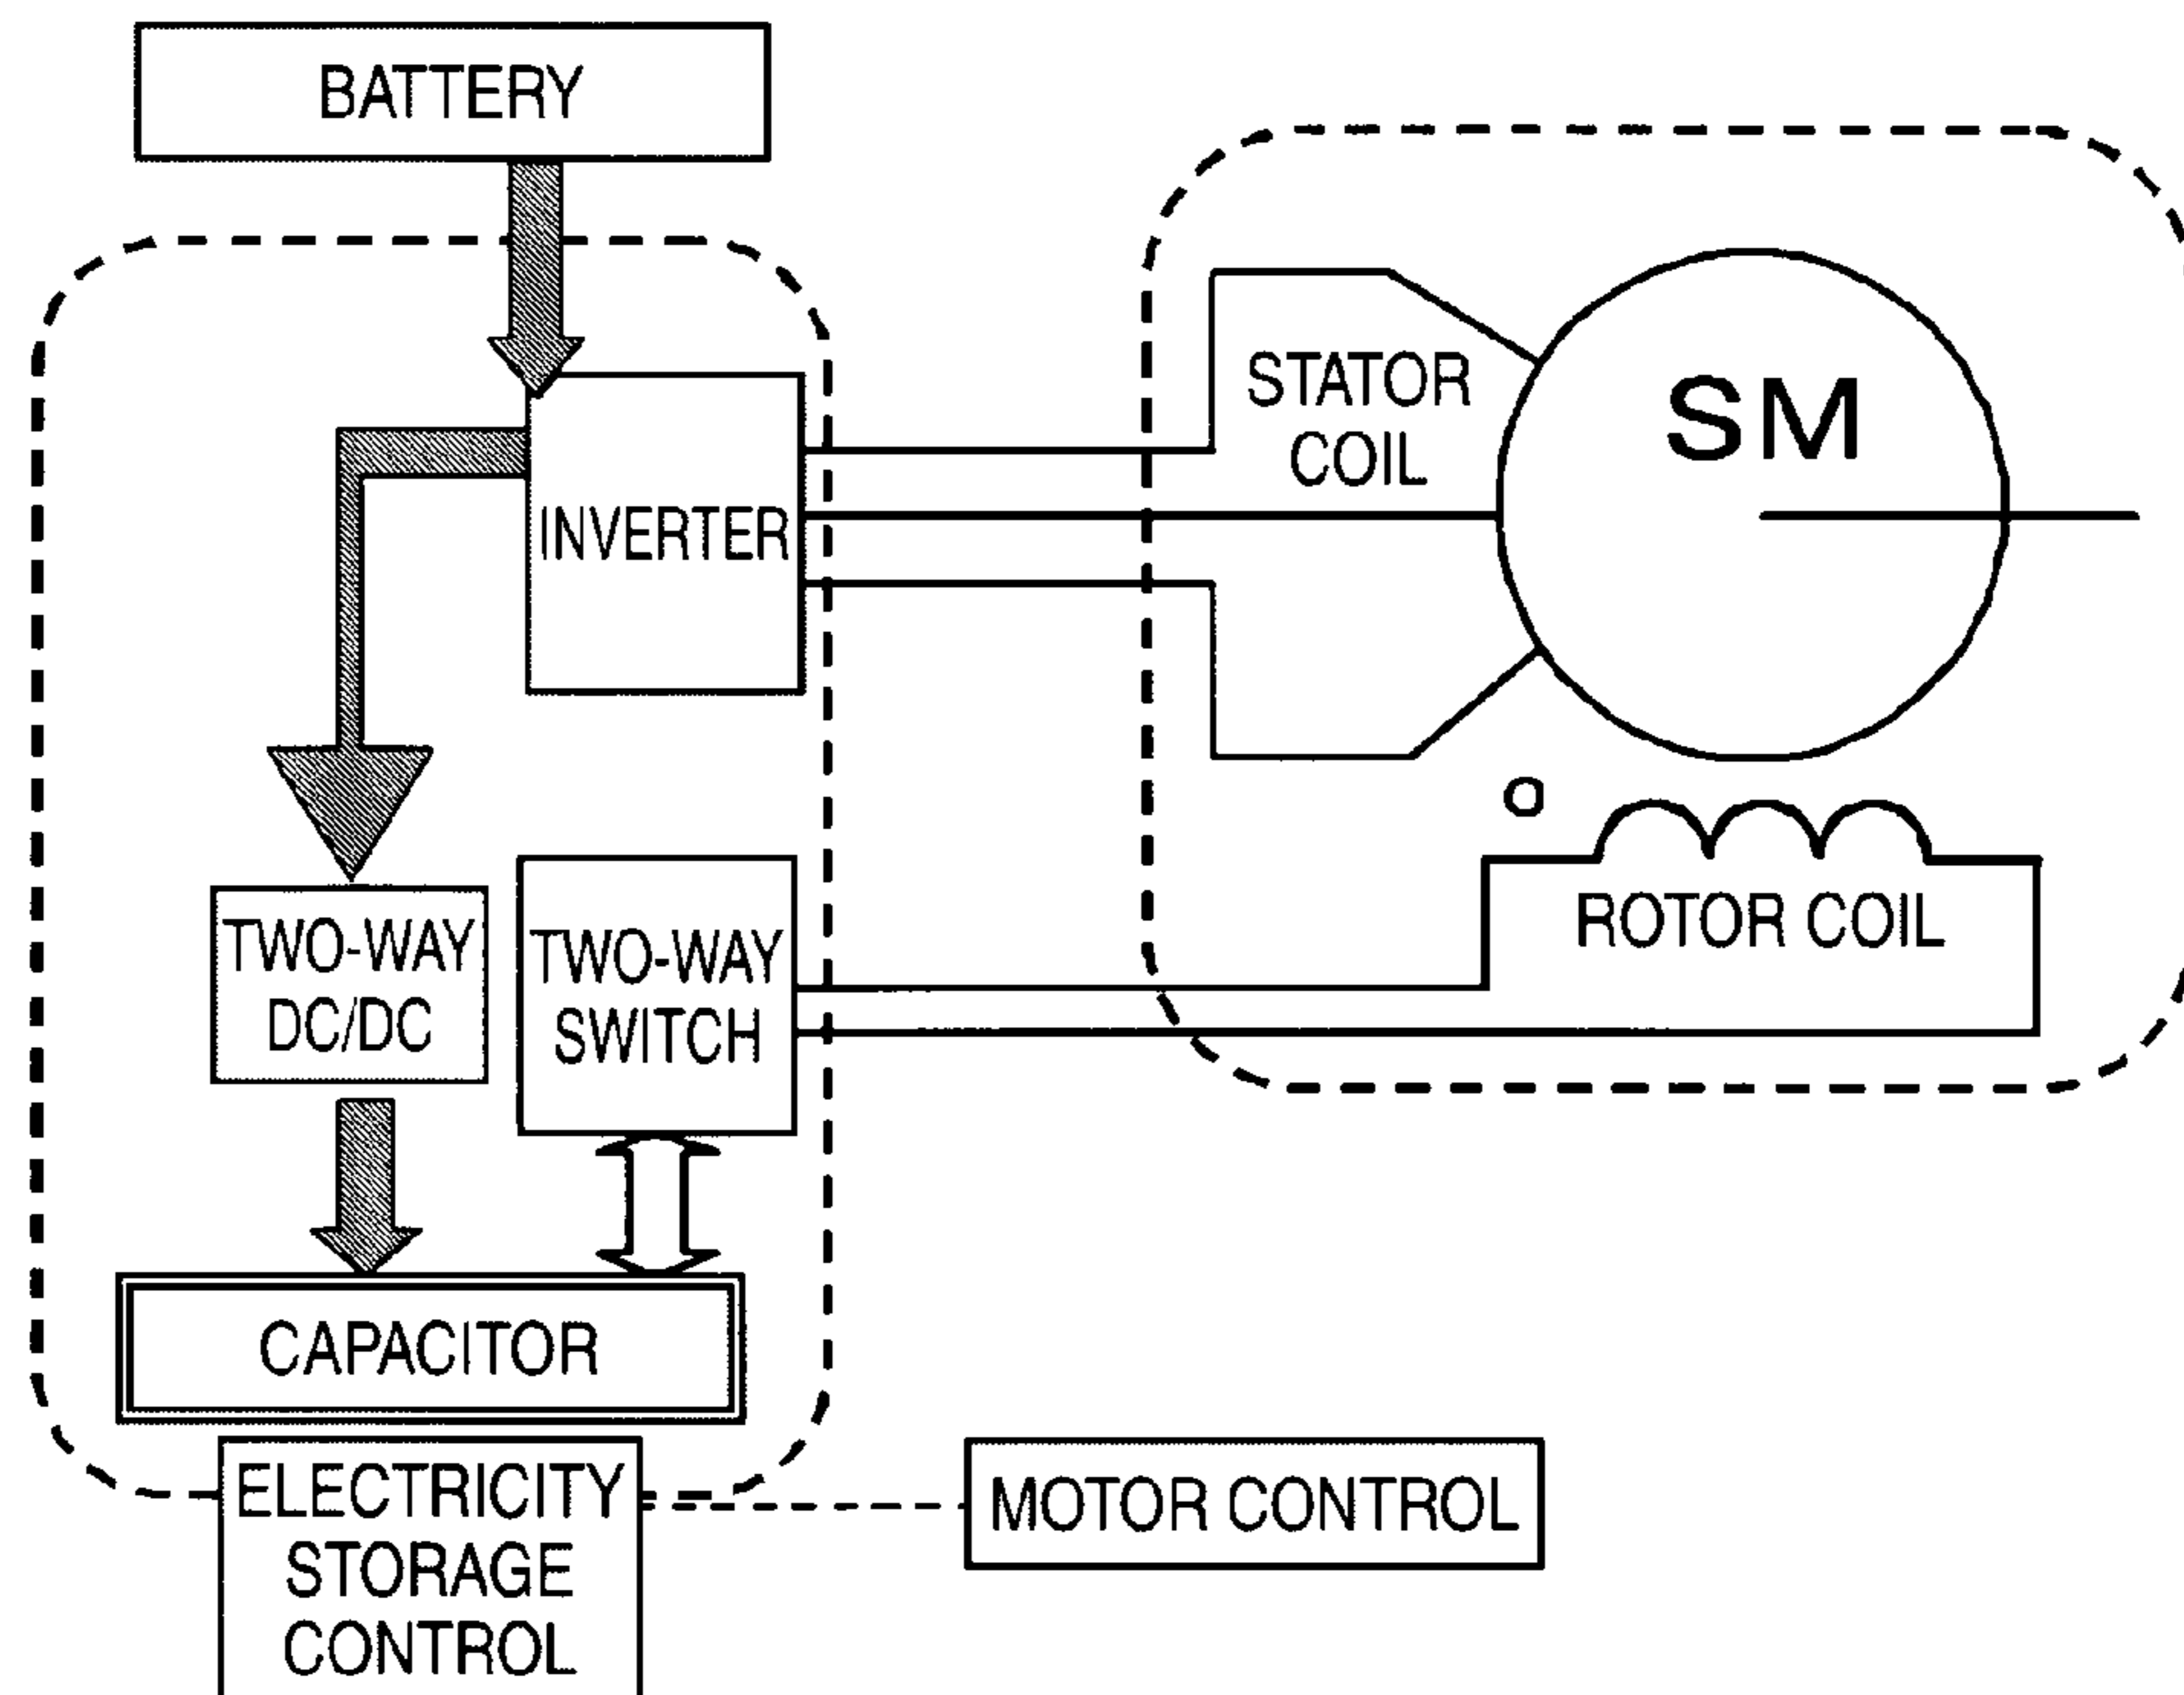 BATTERY
STATOR
COIL
SM
INVERTER
ROTOR COIL
TWO-WAY
DC/DC
TWO-WAY
SWITCH
CAPACITOR
ELECTRICITY
STORAGE
CONTROL
MOTOR CONTROL